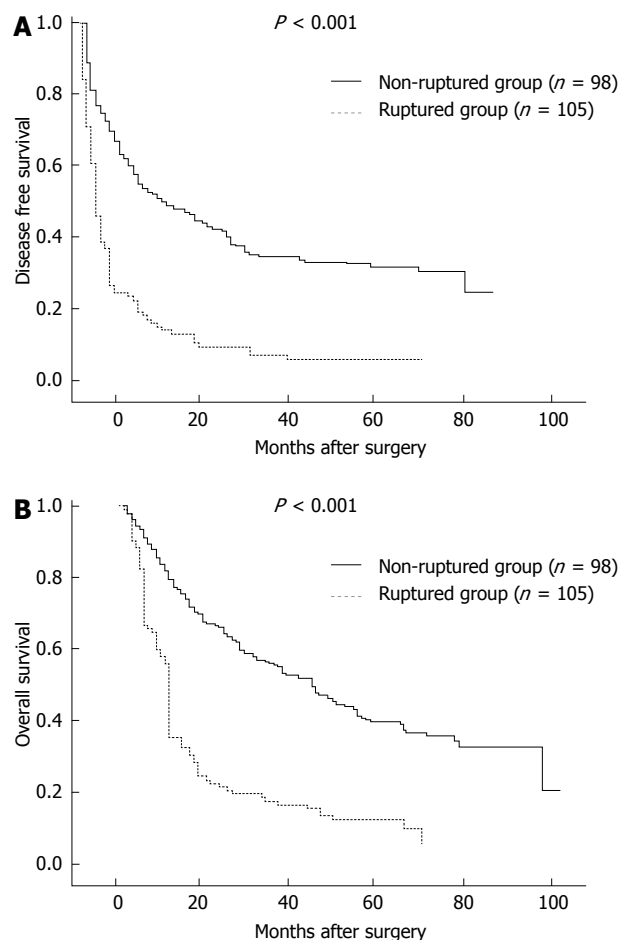 A
P < 0.001
1.0
Non-ruptured group (n = 98)
Ruptured group (n = 105)
0.8
0.6
0.4
0.2
0.0
Disease free survival
0 20 40 60 80 100
Months after surgery
B
P < 0.001
1.0
Non-ruptured group (n = 98)
Ruptured group (n = 105)
0.8
0.6
0.4
0.2
0.0
Overall survival
0 20 40 60 80 100
Months after surgery